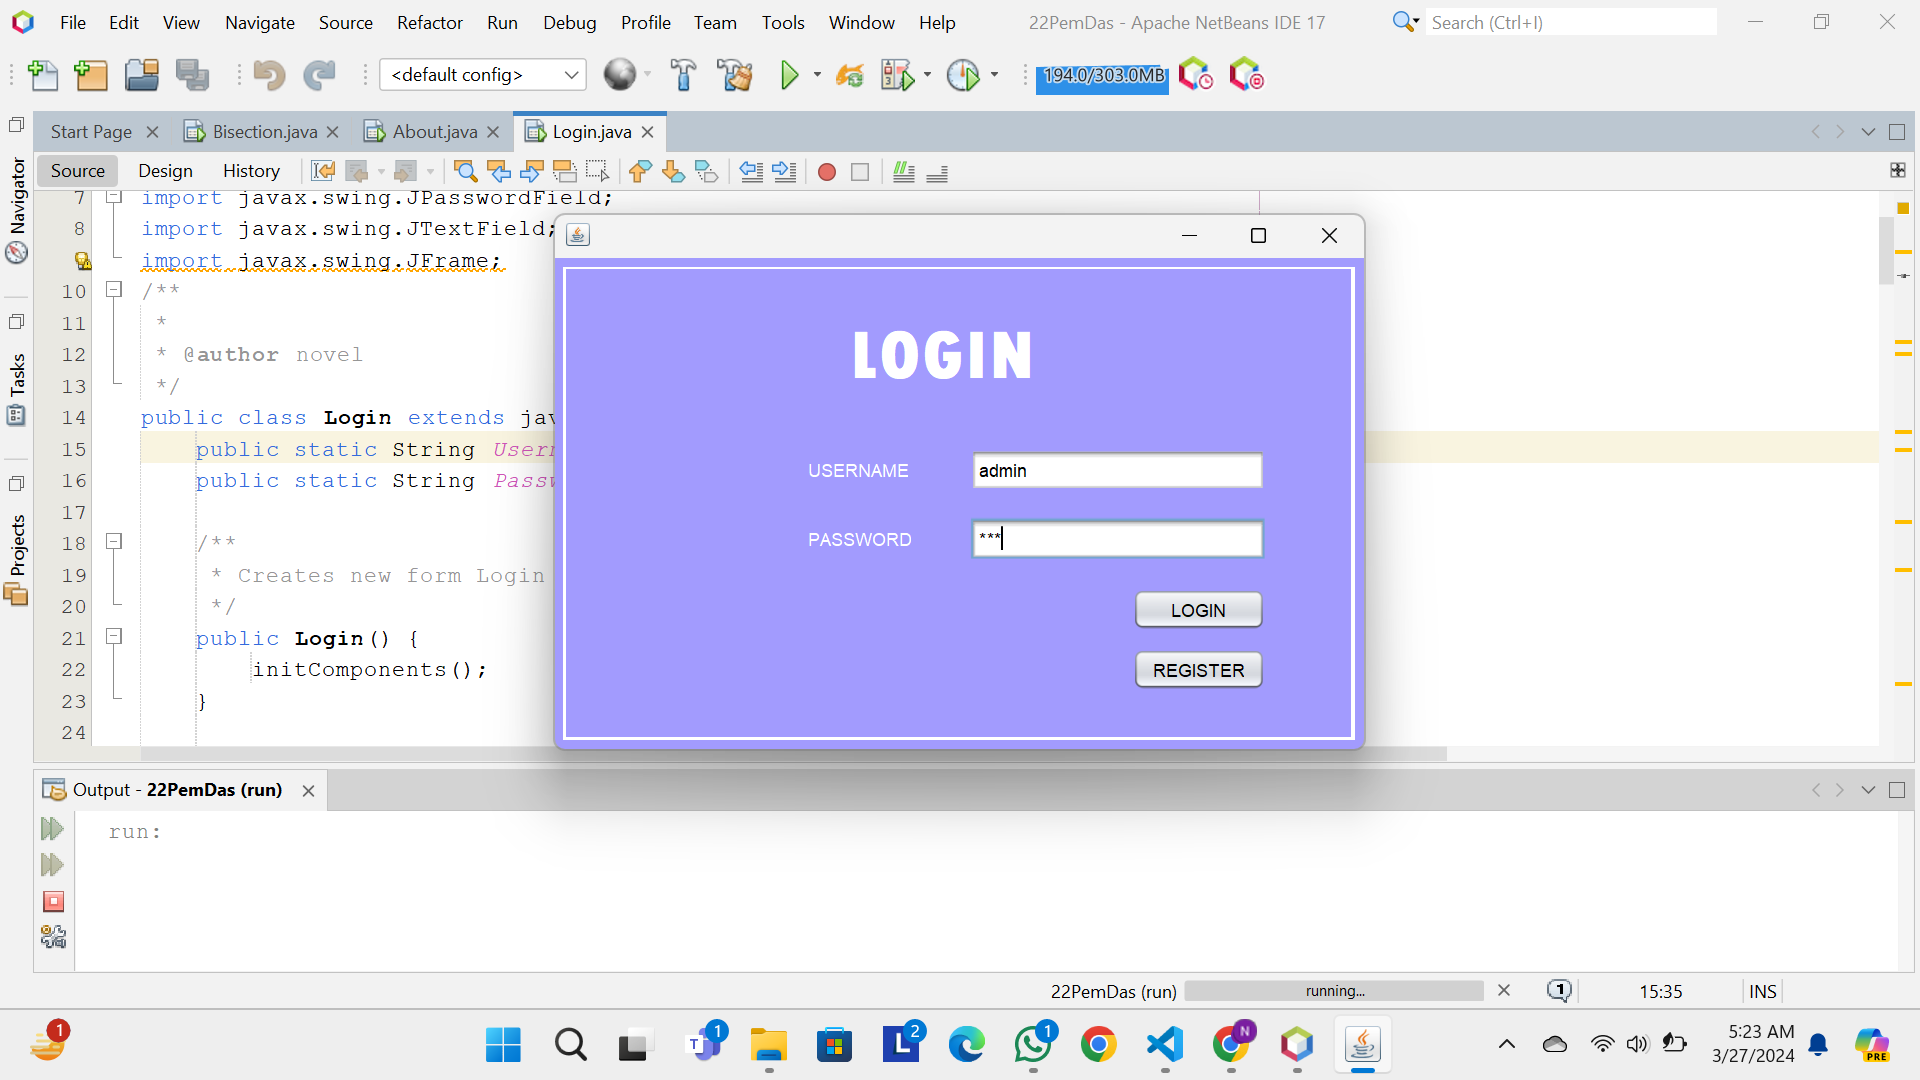 File Edit View Navigate Source Refactor Run Debug Profile Team Tools Window Help 22PemDas - Apache NetBeans IDE 17 Search (Ctrl+I)
<default config> 194.0/303.0MB
Start Page Bisection.java About.java Login.java
Source Design History
Navigator
Tasks
Projects
7 import javax.swing.JPasswordField;
8 import javax.swing.JTextField;
import javax.swing.JFrame;
10 /**
11 *
12 * @author novel
13 */
14 public class Login extends jav
15 public static String Usern
16 public static String Passw
17
18 /**
19 * Creates new form Login
20 */
21 public Login() {
22 initComponents();
23 }
24
LOGIN
USERNAME admin
PASSWORD ***
LOGIN
REGISTER
Output - 22PemDas (run)
run:
22PemDas (run) running... 1 15:35 INS
1 1 2 1 N
T L
5:23 AM
3/27/2024
PRE